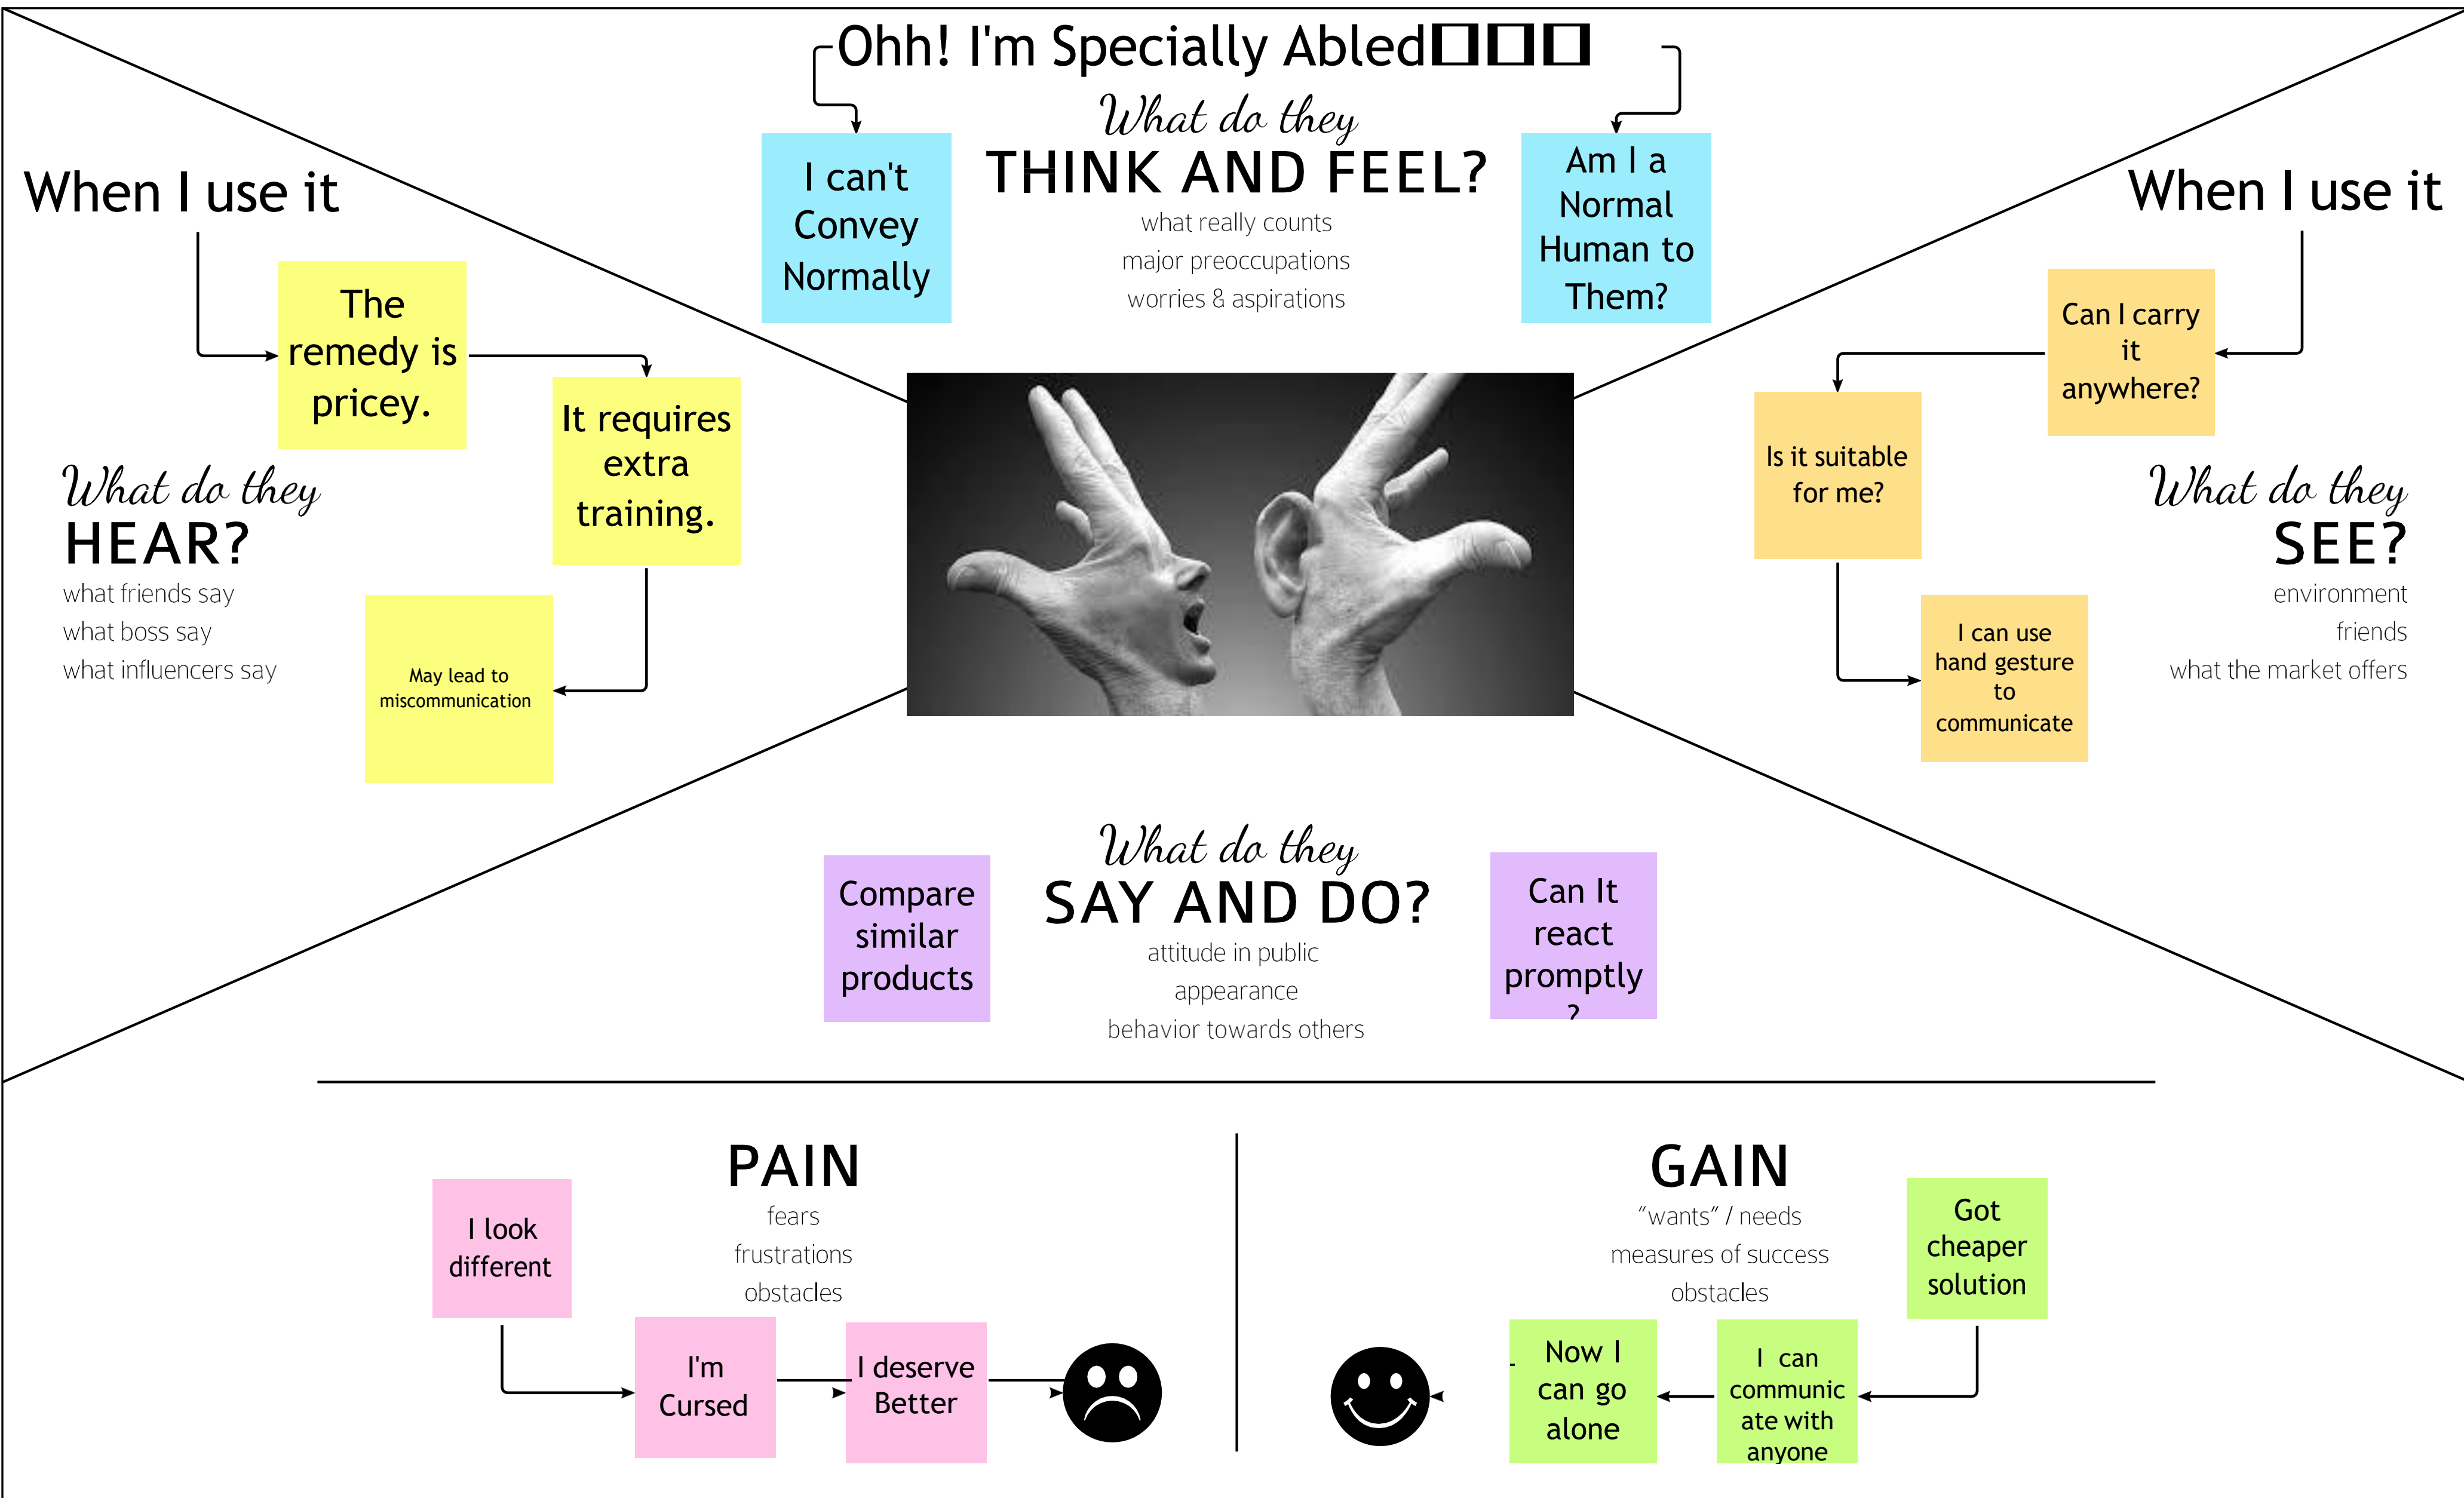 Ohh! I'm Specially Abled
What do they
THINK AND FEEL?
what really counts
major preoccupations
worries & aspirations
I can't
Convey
Normally
Am I a
Normal
Human to
Them?
When I use it
The
remedy is
pricey.
It requires
extra
training.
May lead to
miscommunication
What do they
HEAR?
what friends say
what boss say
what influencers say
When I use it
Can I carry
it
anywhere?
Is it suitable
for me?
I can use
hand gesture
to
communicate
What do they
SEE?
environment
friends
what the market offers
What do they
SAY AND DO?
attitude in public
appearance
behavior towards others
Compare
similar
products
Can It
react
promptly
?
PAIN
fears
frustrations
obstacles
I look
different
I'm
Cursed
I deserve
Better
GAIN
“wants” / needs
measures of success
obstacles
Got
cheaper
solution
I can
communic
ate with
anyone
Now I
can go
alone